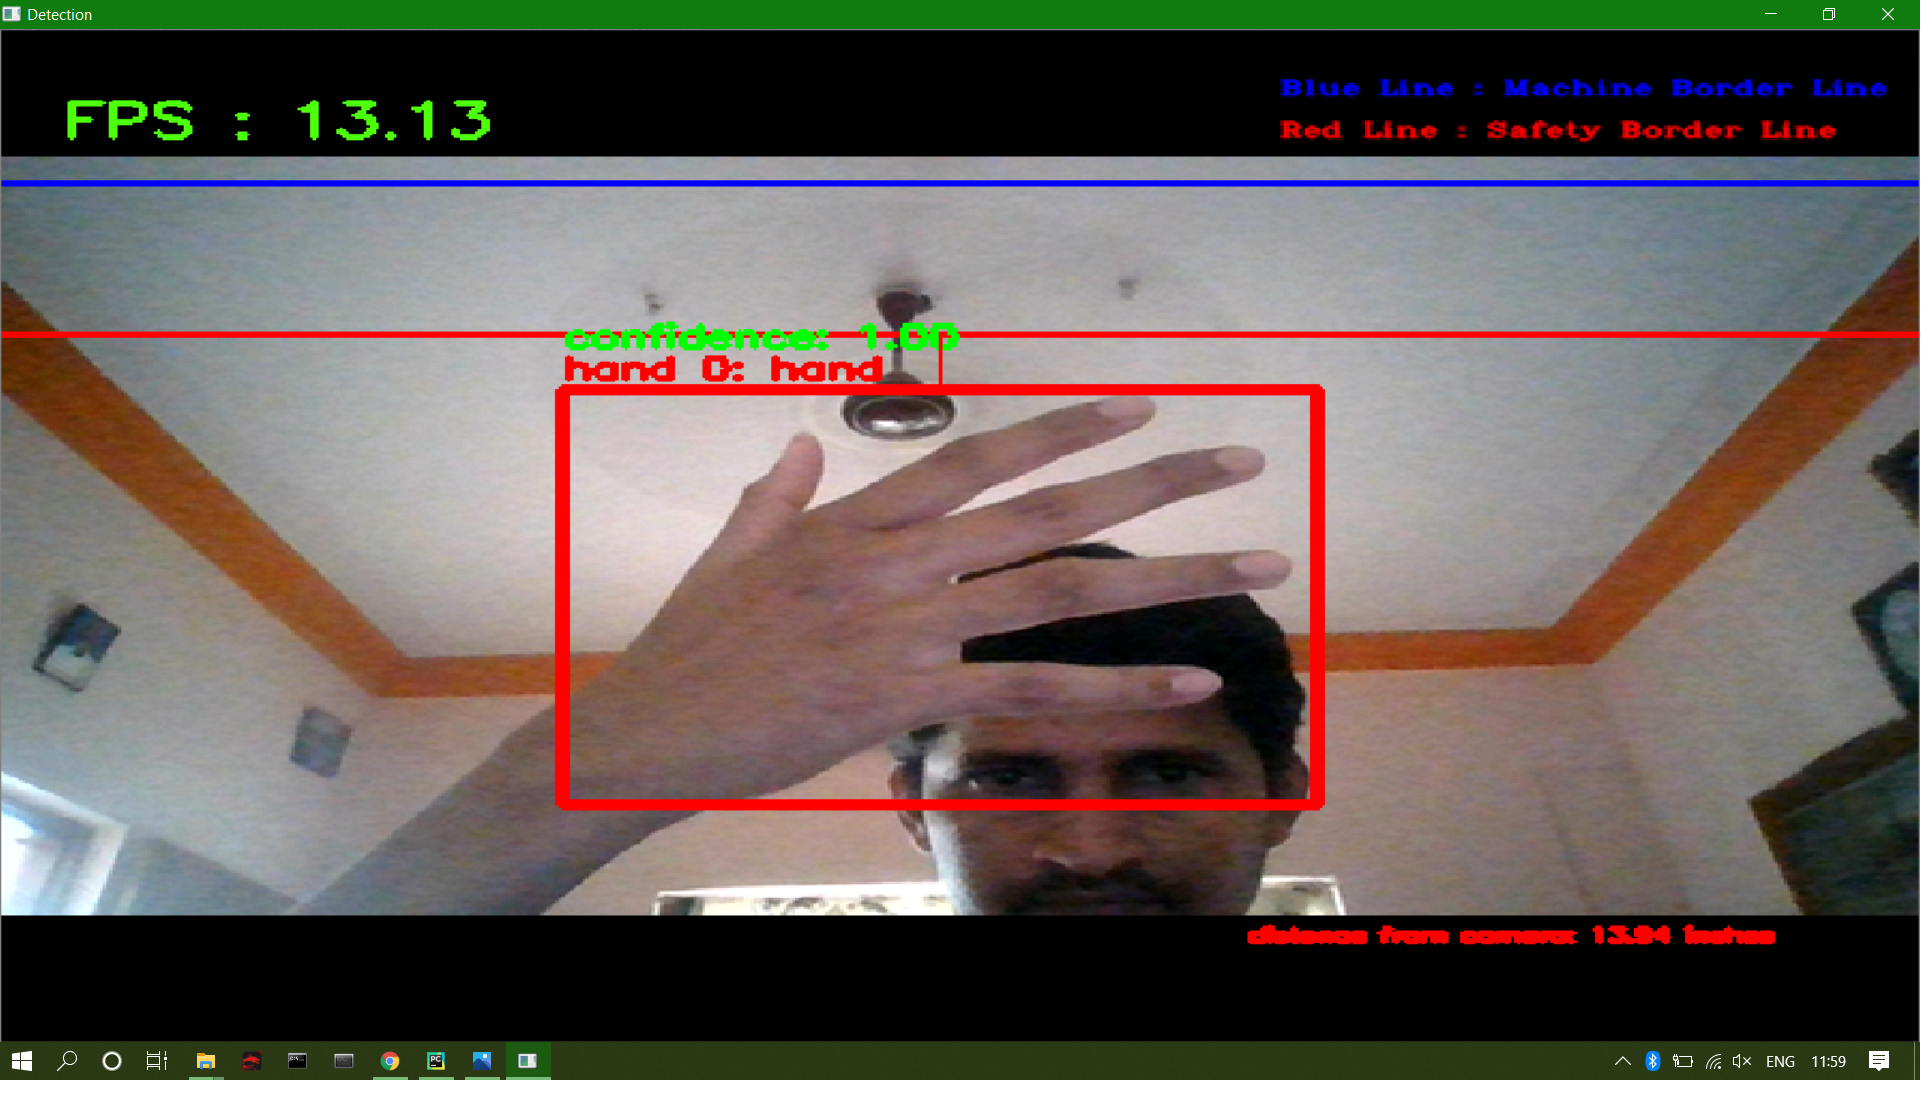 Detection
FPS : 13.13
Blue Line : Machine Border Line
Red Line : Safety Border Line
confidence: 1.00
hand 0: hand
distance from camera: 13.94 inches
ENG 11:59